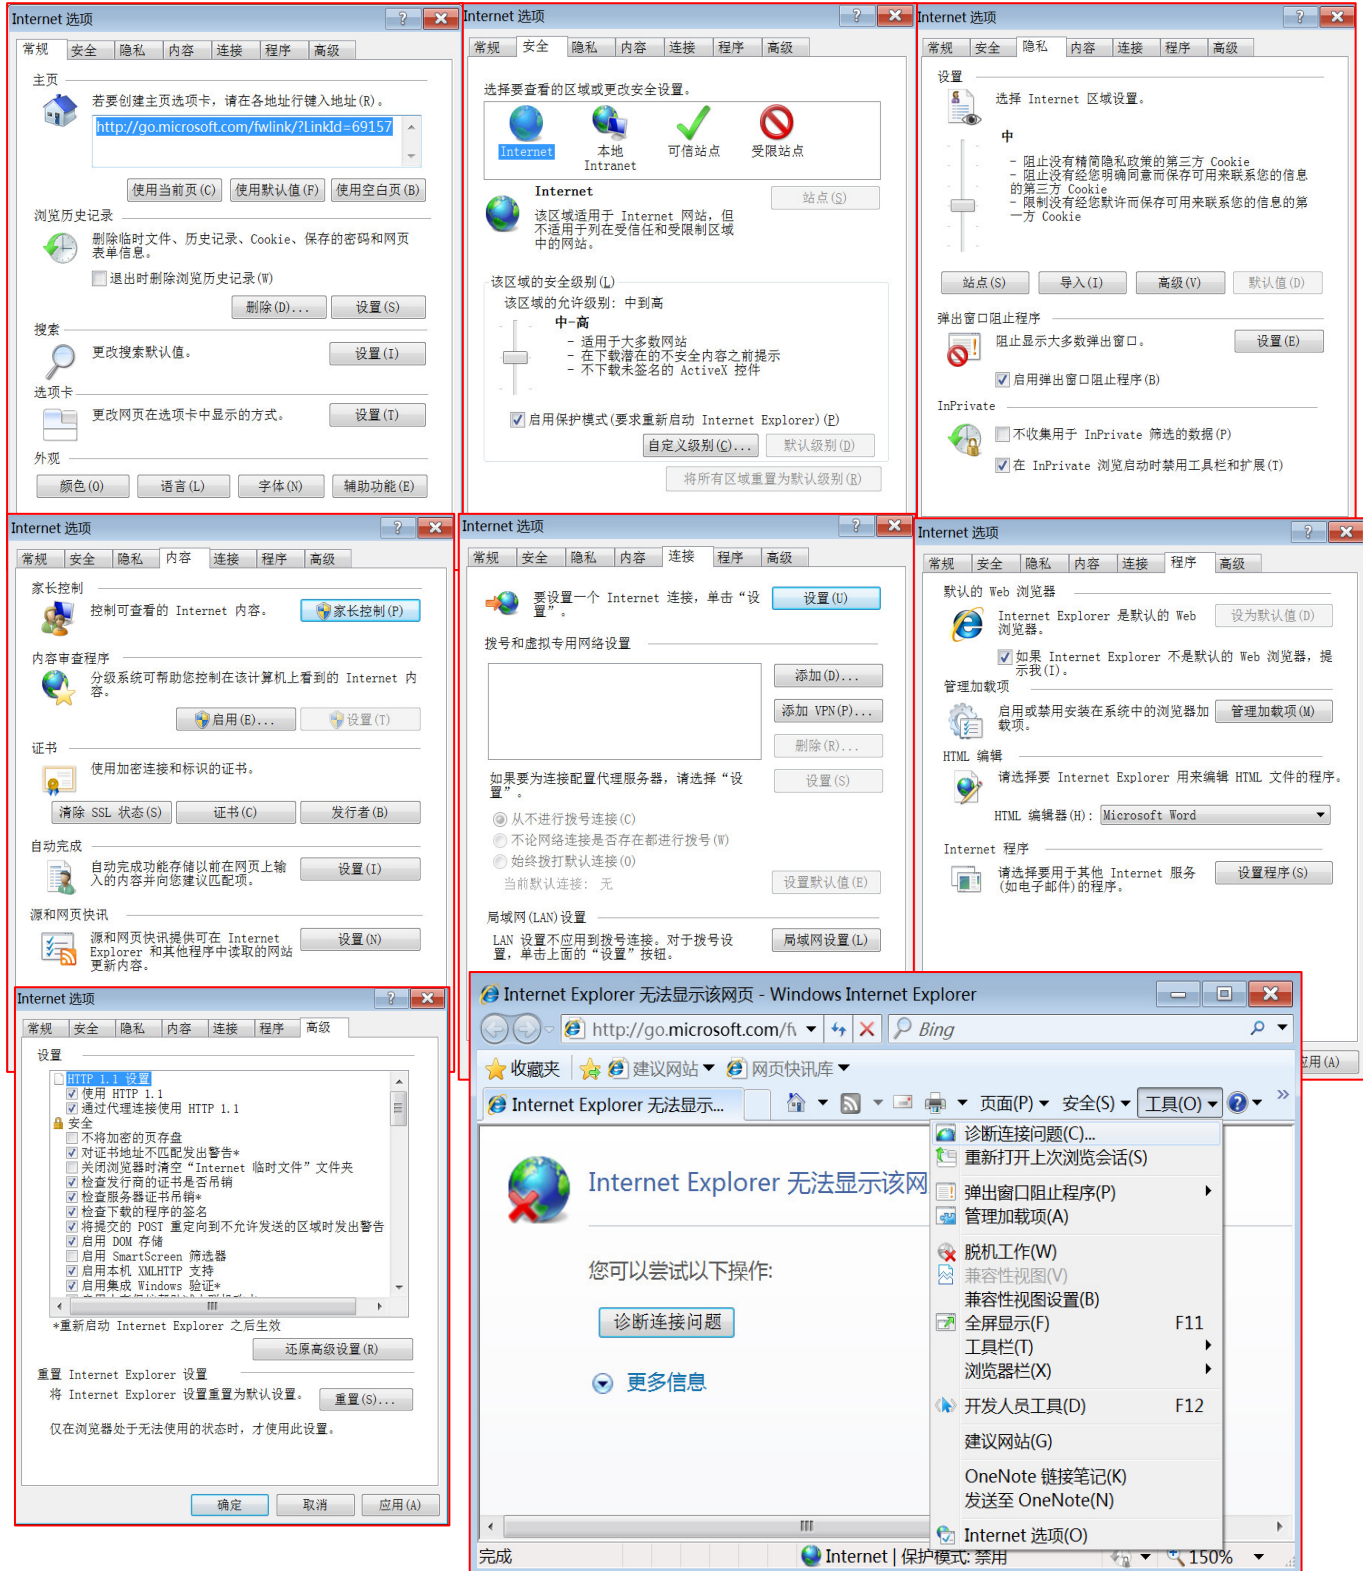 Internet 选项
常规 安全 隐私 内容 连接 程序 高级
主页
若要创建主页选项卡，请在各地址行键入地址(R)。
http://go.microsoft.com/fwlink/?LinkId=69157
使用当前页(C) 使用默认值(F) 使用空白页(B)
浏览历史记录
删除临时文件、历史记录、Cookie、保存的密码和网页
表单信息。
退出时删除浏览历史记录(W)
删除(D)... 设置(S)
搜索
更改搜索默认值。 设置(I)
选项卡
更改网页在选项卡中显示的方式。 设置(T)
外观
颜色(O) 语言(L) 字体(N) 辅助功能(E)
Internet 选项
常规 安全 隐私 内容 连接 程序 高级
选择要查看的区域或更改安全设置。
Internet 本地 可信站点 受限站点
Intranet
Internet
站点(S)
该区域适用于 Internet 网站，但
不适用于列在受信任和受限制区域
中的网站。
该区域的安全级别(L)
该区域的允许级别: 中到高
中-高
- 适用于大多数网站
- 在下载潜在的不安全内容之前提示
- 不下载未签名的 ActiveX 控件
启用保护模式(要求重新启动 Internet Explorer)(P)
自定义级别(C)... 默认级别(D)
将所有区域重置为默认级别(R)
Internet 选项
常规 安全 隐私 内容 连接 程序 高级
设置
选择 Internet 区域设置。
中
- 阻止没有精简隐私政策的第三方 Cookie
- 阻止没有经您明确同意而保存可用来联系您的信息
的第三方 Cookie
- 限制没有经您默许而保存可用来联系您的信息的第
一方 Cookie
站点(S) 导入(I) 高级(V) 默认值(D)
弹出窗口阻止程序
阻止显示大多数弹出窗口。 设置(E)
启用弹出窗口阻止程序(B)
InPrivate
不收集用于 InPrivate 筛选的数据(P)
在 InPrivate 浏览启动时禁用工具栏和扩展(T)
Internet 选项
常规 安全 隐私 内容 连接 程序 高级
家长控制
控制可查看的 Internet 内容。 家长控制(P)
内容审查程序
分级系统可帮助您控制在该计算机上看到的 Internet 内
容。
启用(E)... 设置(T)
证书
使用加密连接和标识的证书。
清除 SSL 状态(S) 证书(C) 发行者(B)
自动完成
自动完成功能存储以前在网页上输 设置(I)
入的内容并向您建议匹配项。
源和网页快讯
源和网页快讯提供可在 Internet 设置(N)
Explorer 和其他程序中读取的网站
更新内容。
Internet 选项
常规 安全 隐私 内容 连接 程序 高级
要设置一个 Internet 连接，单击“设 设置(U)
置”。
拨号和虚拟专用网络设置
添加(D)...
添加 VPN(P)...
删除(R)...
如果要为连接配置代理服务器，请选择“设 设置(S)
置”。
从不进行拨号连接(C)
不论网络连接是否存在都进行拨号(W)
始终拨打默认连接(O)
当前默认连接: 无 设置默认值(E)
局域网(LAN)设置
LAN 设置不应用到拨号连接。对于拨号设 局域网设置(L)
置，单击上面的“设置”按钮。
Internet 选项
常规 安全 隐私 内容 连接 程序 高级
默认的 Web 浏览器
Internet Explorer 是默认的 Web 设为默认值(D)
浏览器。
如果 Internet Explorer 不是默认的 Web 浏览器，提
示我(I)。
管理加载项
启用或禁用安装在系统中的浏览器加 管理加载项(M)
载项。
HTML 编辑
请选择要 Internet Explorer 用来编辑 HTML 文件的程序。
HTML 编辑器(H): Microsoft Word
Internet 程序
请选择要用于其他 Internet 服务 设置程序(S)
(如电子邮件)的程序。
应用(A)
Internet 选项
常规 安全 隐私 内容 连接 程序 高级
设置
HTTP 1.1 设置
使用 HTTP 1.1
通过代理连接使用 HTTP 1.1
安全
不将加密的页存盘
对证书地址不匹配发出警告*
关闭浏览器时清空“Internet 临时文件”文件夹
检查发行商的证书是否吊销
检查服务器证书吊销*
检查下载的程序的签名
将提交的 POST 重定向到不允许发送的区域时发出警告
启用 DOM 存储
启用 SmartScreen 筛选器
启用本机 XMLHTTP 支持
启用集成 Windows 验证*
*重新启动 Internet Explorer 之后生效
还原高级设置(R)
重置 Internet Explorer 设置
将 Internet Explorer 设置重置为默认设置。 重置(S)...
仅在浏览器处于无法使用的状态时，才使用此设置。
确定 取消 应用(A)
Internet Explorer 无法显示该网页 - Windows Internet Explorer
http://go.microsoft.com/fv Bing
收藏夹 建议网站 网页快讯库
Internet Explorer 无法显示... 页面(P) 安全(S) 工具(O)
Internet Explorer 无法显示该网
您可以尝试以下操作:
诊断连接问题
更多信息
诊断连接问题(C)...
重新打开上次浏览会话(S)
弹出窗口阻止程序(P)
管理加载项(A)
脱机工作(W)
兼容性视图(V)
兼容性视图设置(B)
全屏显示(F) F11
工具栏(T)
浏览器栏(X)
开发人员工具(D) F12
建议网站(G)
OneNote 链接笔记(K)
发送至 OneNote(N)
Internet 选项(O)
完成 Internet | 保护模式: 禁用 150%